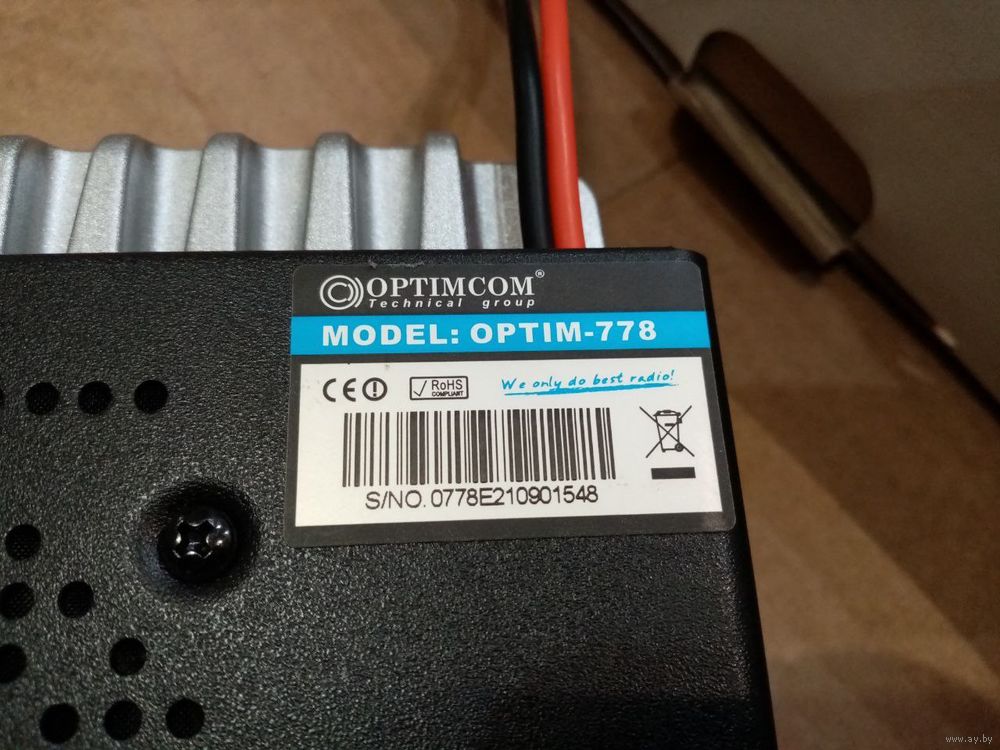 OPTIMCOM®
Technical group
MODEL: OPTIM-778
CE
RoHS
COMPLIANT
We only do best radio!
S/NO. 0778E210901548
www.ay.by